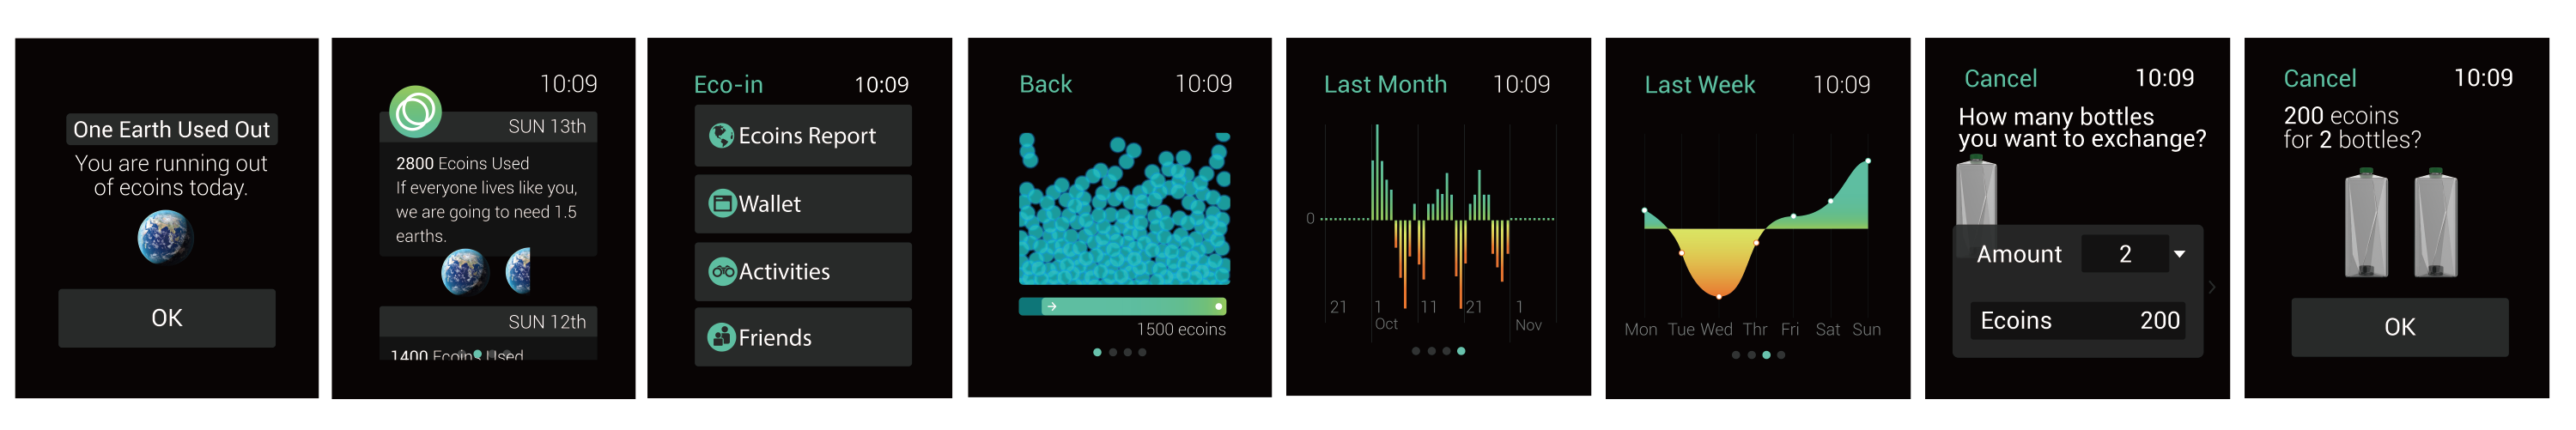 One Earth Used Out
You are running out
of ecoins today.
OK
10:09
SUN 13th
2800 Ecoins Used
If everyone lives like you,
we are going to need 1.5
earths.
SUN 12th
1400 Ecoins Used
Eco-in 10:09
Ecoins Report
Wallet
Activities
Friends
Back 10:09
1500 ecoins
Last Month 10:09
0
21 1 11 21 1
Oct Nov
Last Week 10:09
Mon Tue Wed Thr Fri Sat Sun
Cancel 10:09
How many bottles
you want to exchange?
Amount 2
Ecoins 200
Cancel 10:09
200 ecoins
for 2 bottles?
OK